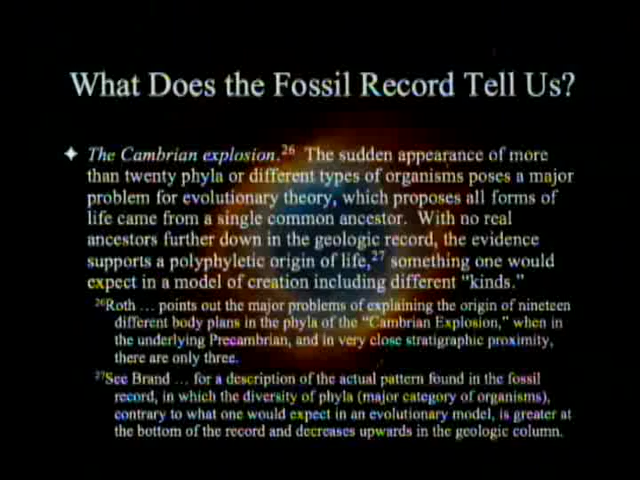 What Does the Fossil Record Tell Us?
✦ The Cambrian explosion.²⁶ The sudden appearance of more
than twenty phyla or different types of organisms poses a major
problem for evolutionary theory, which proposes all forms of
life came from a single common ancestor. With no real
ancestors further down in the geologic record, the evidence
supports a polyphyletic origin of life,²⁷ something one would
expect in a model of creation including different "kinds."
²⁶Roth … points out the major problems of explaining the origin of nineteen
different body plans in the phyla of the "Cambrian Explosion," when in
the underlying Precambrian, and in very close stratigraphic proximity,
there are only three.
²⁷See Brand … for a description of the actual pattern found in the fossil
record, in which the diversity of phyla (major category of organisms),
contrary to what one would expect in an evolutionary model, is greater at
the bottom of the record and decreases upwards in the geologic column.